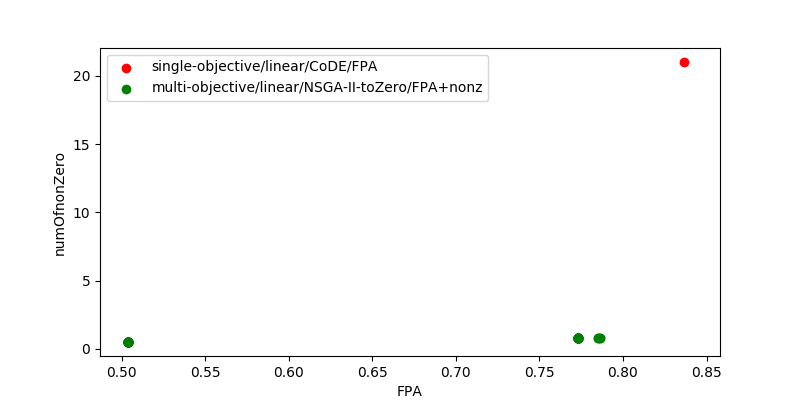 single-objective/linear/CoDE/FPA
multi-objective/linear/NSGA-II-toZero/FPA+nonz
20
15
10
5
0
numOfnonZero
0.50 0.55 0.60 0.65 0.70 0.75 0.80 0.85
FPA